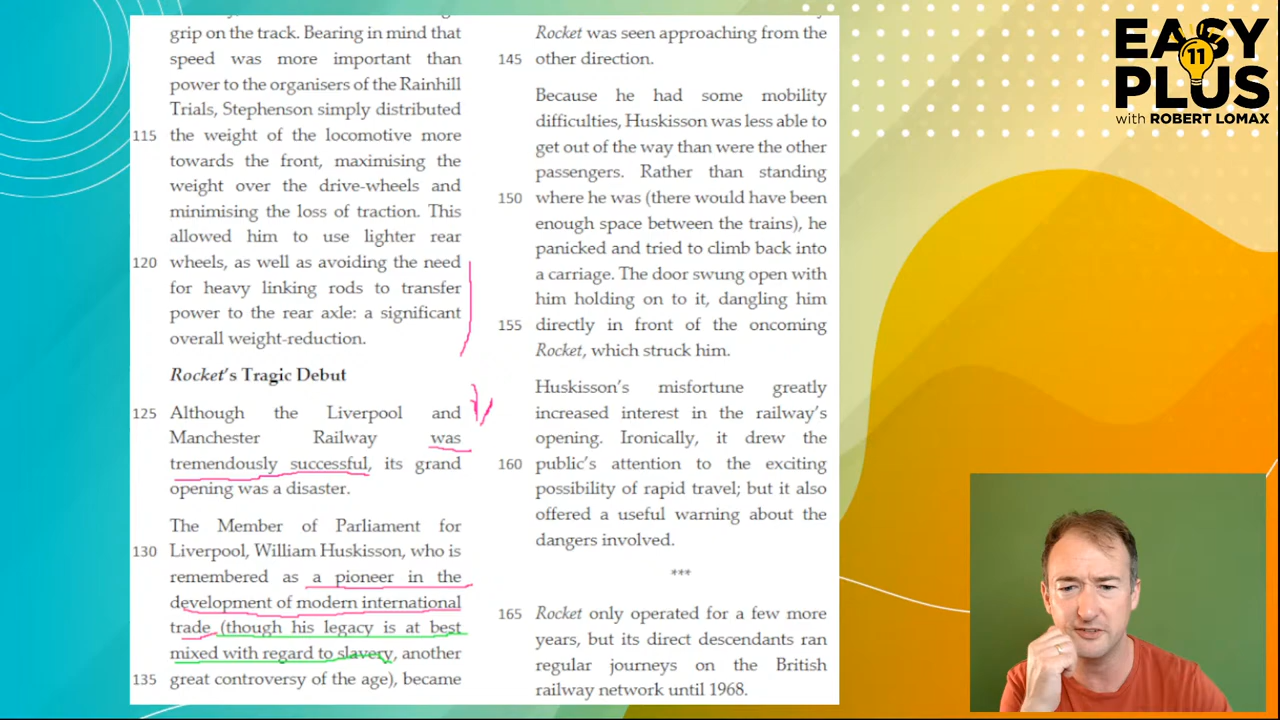 grip on the track. Bearing in mind that
speed was more important than
power to the organisers of the Rainhill
Trials, Stephenson simply distributed
115 the weight of the locomotive more
towards the front, maximising the
weight over the drive-wheels and
minimising the loss of traction. This
allowed him to use lighter rear
120 wheels, as well as avoiding the need
for heavy linking rods to transfer
power to the rear axle: a significant
overall weight-reduction.
Rocket's Tragic Debut
125 Although the Liverpool and
Manchester Railway was
tremendously successful, its grand
opening was a disaster.
The Member of Parliament for
130 Liverpool, William Huskisson, who is
remembered as a pioneer in the
development of modern international
trade (though his legacy is at best
mixed with regard to slavery, another
135 great controversy of the age), became
Rocket was seen approaching from the
145 other direction.
Because he had some mobility
difficulties, Huskisson was less able to
get out of the way than were the other
passengers. Rather than standing
150 where he was (there would have been
enough space between the trains), he
panicked and tried to climb back into
a carriage. The door swung open with
him holding on to it, dangling him
155 directly in front of the oncoming
Rocket, which struck him.
Huskisson's misfortune greatly
increased interest in the railway's
opening. Ironically, it drew the
160 public's attention to the exciting
possibility of rapid travel; but it also
offered a useful warning about the
dangers involved.
***
165 Rocket only operated for a few more
years, but its direct descendants ran
regular journeys on the British
railway network until 1968.
EASY
11
PLUS
with ROBERT LOMAX